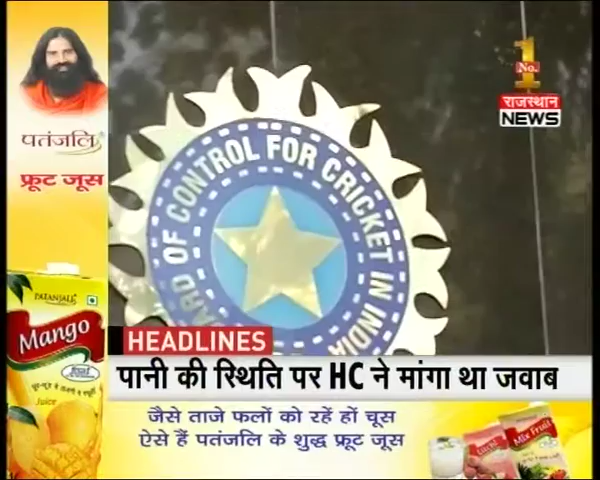 पतंजलि
फ्रूट जूस
No.
1
राजस्थान
NEWS
BOARD OF CONTROL FOR CRICKET IN INDIA
PATANJALI
Mango
Juice
HEADLINES
पानी की स्थिति पर HC ने मांगा था जवाब
जैसे ताजे फलों को रहें हों चूस
ऐसे हैं पतंजलि के शुद्ध फ्रूट जूस
Litchi
Mix Fruit